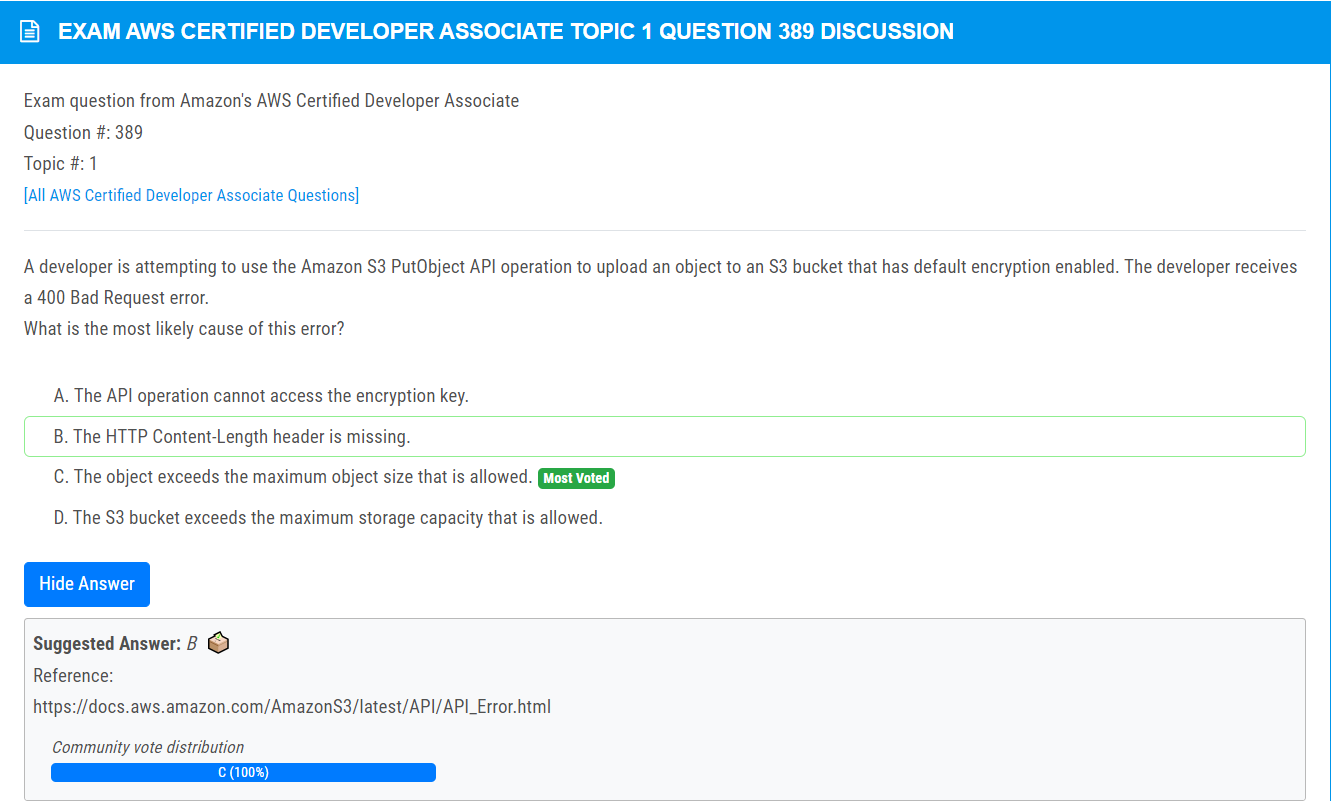 EXAM AWS CERTIFIED DEVELOPER ASSOCIATE TOPIC 1 QUESTION 389 DISCUSSION
Exam question from Amazon's AWS Certified Developer Associate
Question #: 389
Topic #: 1
[All AWS Certified Developer Associate Questions]
A developer is attempting to use the Amazon S3 PutObject API operation to upload an object to an S3 bucket that has default encryption enabled. The developer receives
a 400 Bad Request error.
What is the most likely cause of this error?
A. The API operation cannot access the encryption key.
B. The HTTP Content-Length header is missing.
C. The object exceeds the maximum object size that is allowed. Most Voted
D. The S3 bucket exceeds the maximum storage capacity that is allowed.
Hide Answer
Suggested Answer: B
Reference:
https://docs.aws.amazon.com/AmazonS3/latest/API/API_Error.html
Community vote distribution
C (100%)